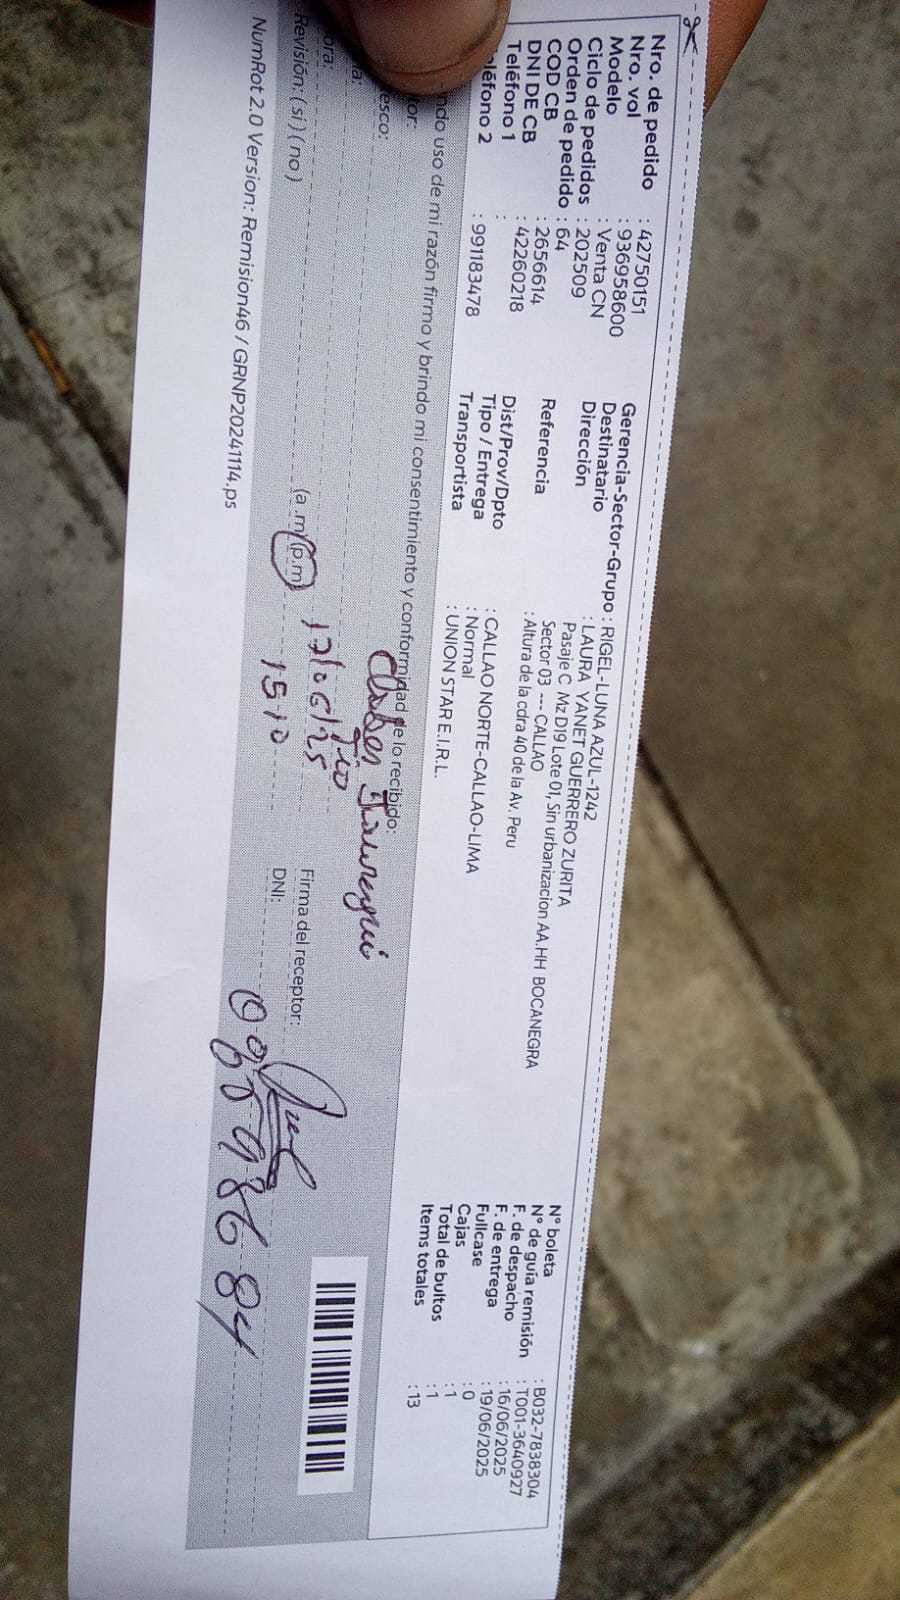 Nro. de pedido : 42750151
Nro. vol : 936958600
Modelo : Venta CN
Ciclo de pedidos : 202509
Orden de pedido : 64
COD CB : 2656614
DNI DE CB : 42260218
Teléfono 1 :
léfono 2 : 991183478
Gerencia-Sector-Grupo : RIGEL-LUNA AZUL-1242
Destinatario : LAURA YANET GUERRERO ZURITA
Dirección Pasaje C Mz D19 Lote 01, Sin urbanizacion AA.HH BOCANEGRA
Sector 03 --- CALLAO
Referencia : Altura de la cdra 40 de la Av. Peru
Dist/Prov/Dpto : CALLAO NORTE-CALLAO-LIMA
Tipo / Entrega : Normal
Transportista : UNION STAR E.I.R.L.
N° boleta : B032-7838304
N° de guía remisión : T001-3640927
F. de despacho : 16/06/2025
F. de entrega : 19/06/2025
Fullcase : 0
Cajas : 1
Total de bultos : 1
Items totales : 13
ndo uso de mi razón firmo y brindo mi consentimiento y conformidad de lo recibido:
tor: Jauregui
esco: Tio
a: 17/06/25
ora: (a.m)(p.m) 1510
Firma del receptor:
Revisión: (si) (no)
DNI:
NumRot 2.0 Version: Remision46 / GRNP20241114.ps